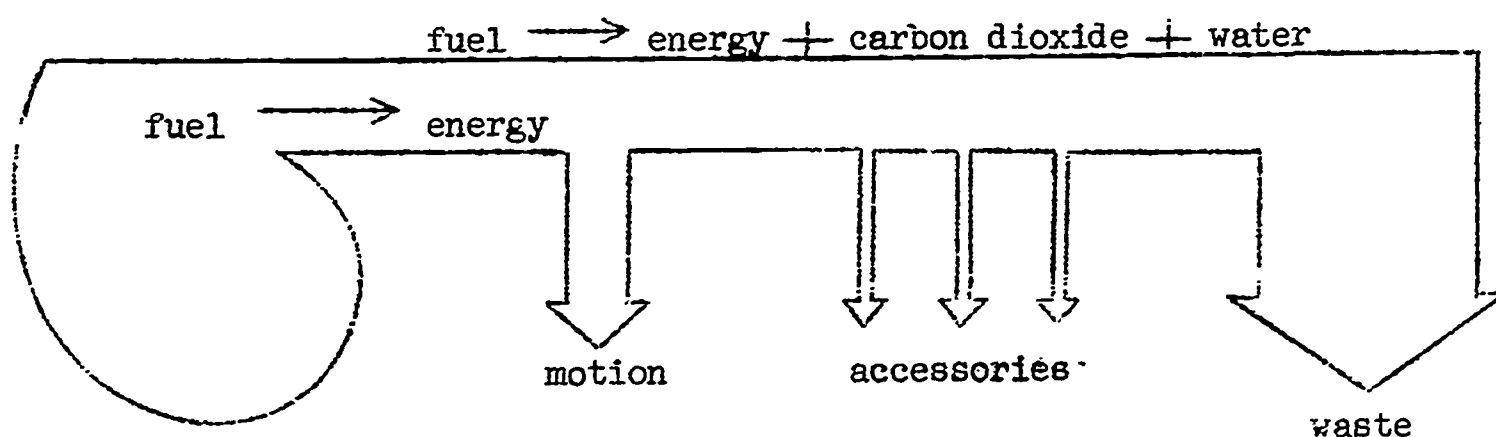 fuel → energy + carbon dioxide + water
fuel → energy
motion
accessories
waste